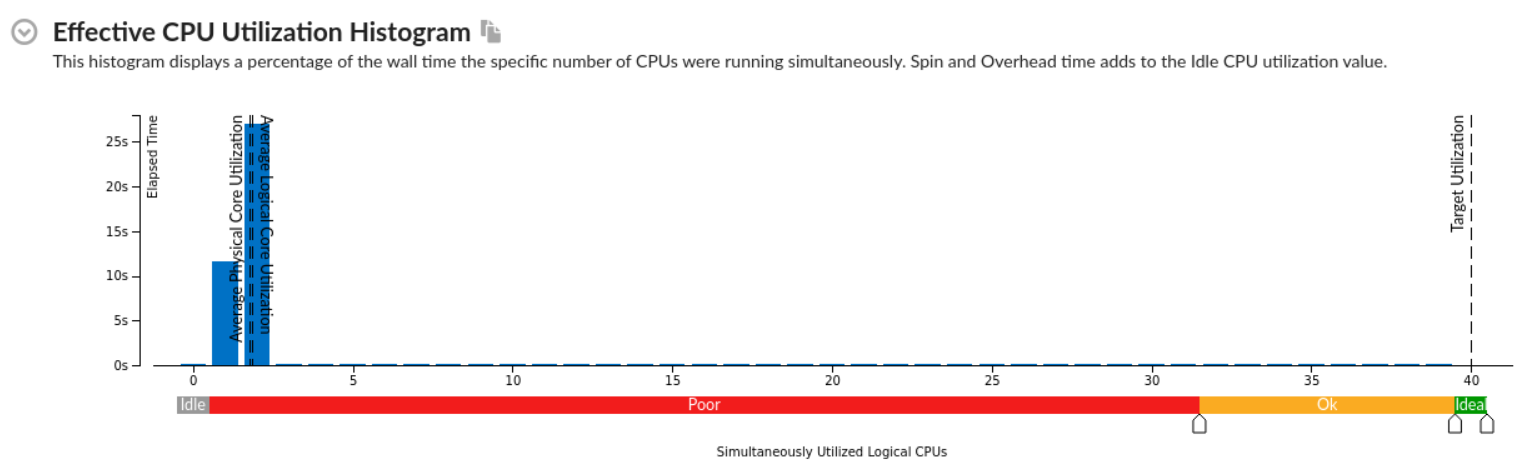 Effective CPU Utilization Histogram
This histogram displays a percentage of the wall time the specific number of CPUs were running simultaneously. Spin and Overhead time adds to the Idle CPU utilization value.
Elapsed Time
25s
20s
15s
10s
5s
0s
Average Physical Core Utilization
Average Logical Core Utilization
Target Utilization
0 5 10 15 20 25 30 35 40
Idle Poor Ok Idea
Simultaneously Utilized Logical CPUs